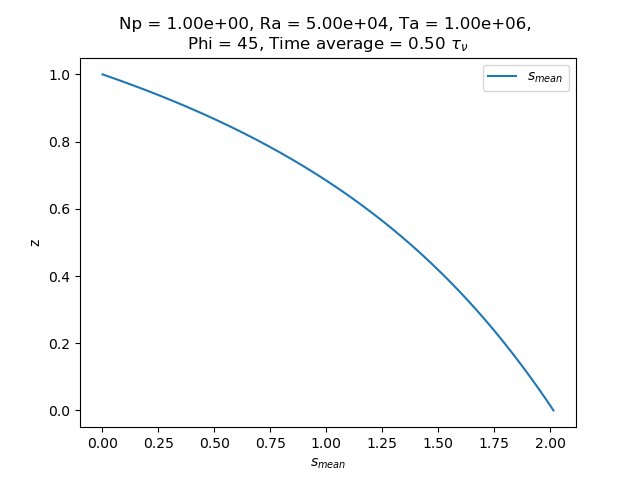 Np = 1.00e+00, Ra = 5.00e+04, Ta = 1.00e+06,
Phi = 45, Time average = 0.50 τν
smean
1.0
0.8
0.6
0.4
0.2
0.0
z
0.00 0.25 0.50 0.75 1.00 1.25 1.50 1.75 2.00
smean